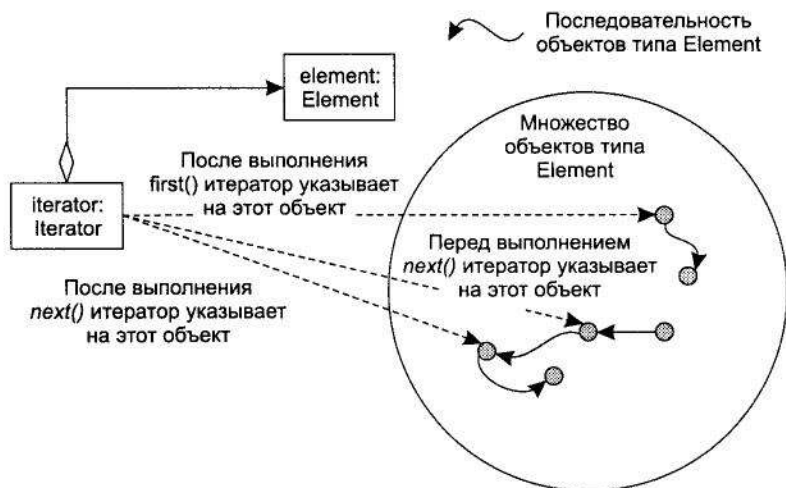 Последовательность
объектов типа Element
element:
Element
Множество
объектов типа
Element
После выполнения
first() итератор указывает
на этот объект
iterator:
Iterator
Перед выполнением
next() итератор указывает
на этот объект
После выполнения
next() итератор указывает
на этот объект